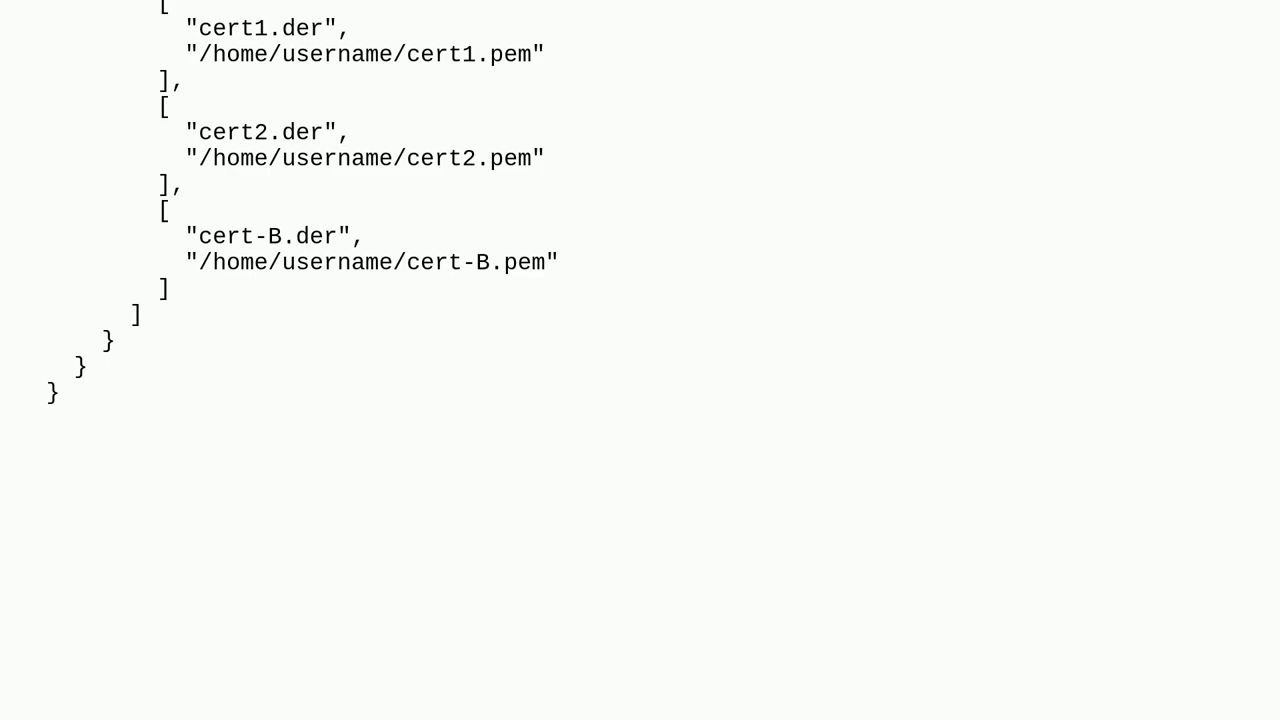 [
"cert1.der",
"/home/username/cert1.pem"
],
[
"cert2.der",
"/home/username/cert2.pem"
],
[
"cert-B.der",
"/home/username/cert-B.pem"
]
]
}
}
}